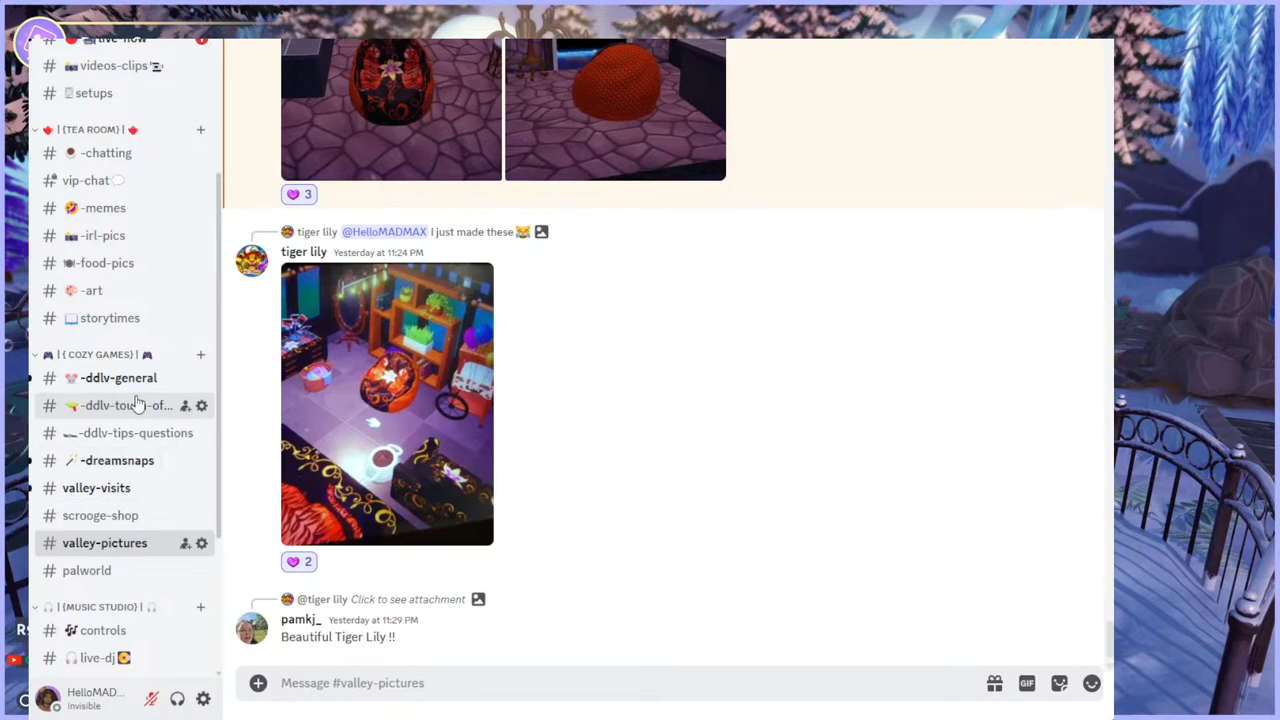 videos-clips
setups
| {TEA ROOM} |
-chatting
vip-chat
-memes
-irl-pics
-food-pics
-art
storytimes
| { COZY GAMES} |
-ddlv-general
-ddlv-tips-questions
-dreamsnaps
valley-visits
scrooge-shop
valley-pictures
palworld
| {MUSIC STUDIO} |
controls
live-dj
HelloMAD...
Invisible
3
tiger lily @HelloMADMAX I just made these
tiger lily Yesterday at 11:24 PM
2
@tiger lily Click to see attachment
pamkj_ Yesterday at 11:29 PM
Beautiful Tiger Lily !!
Message #valley-pictures
GIF